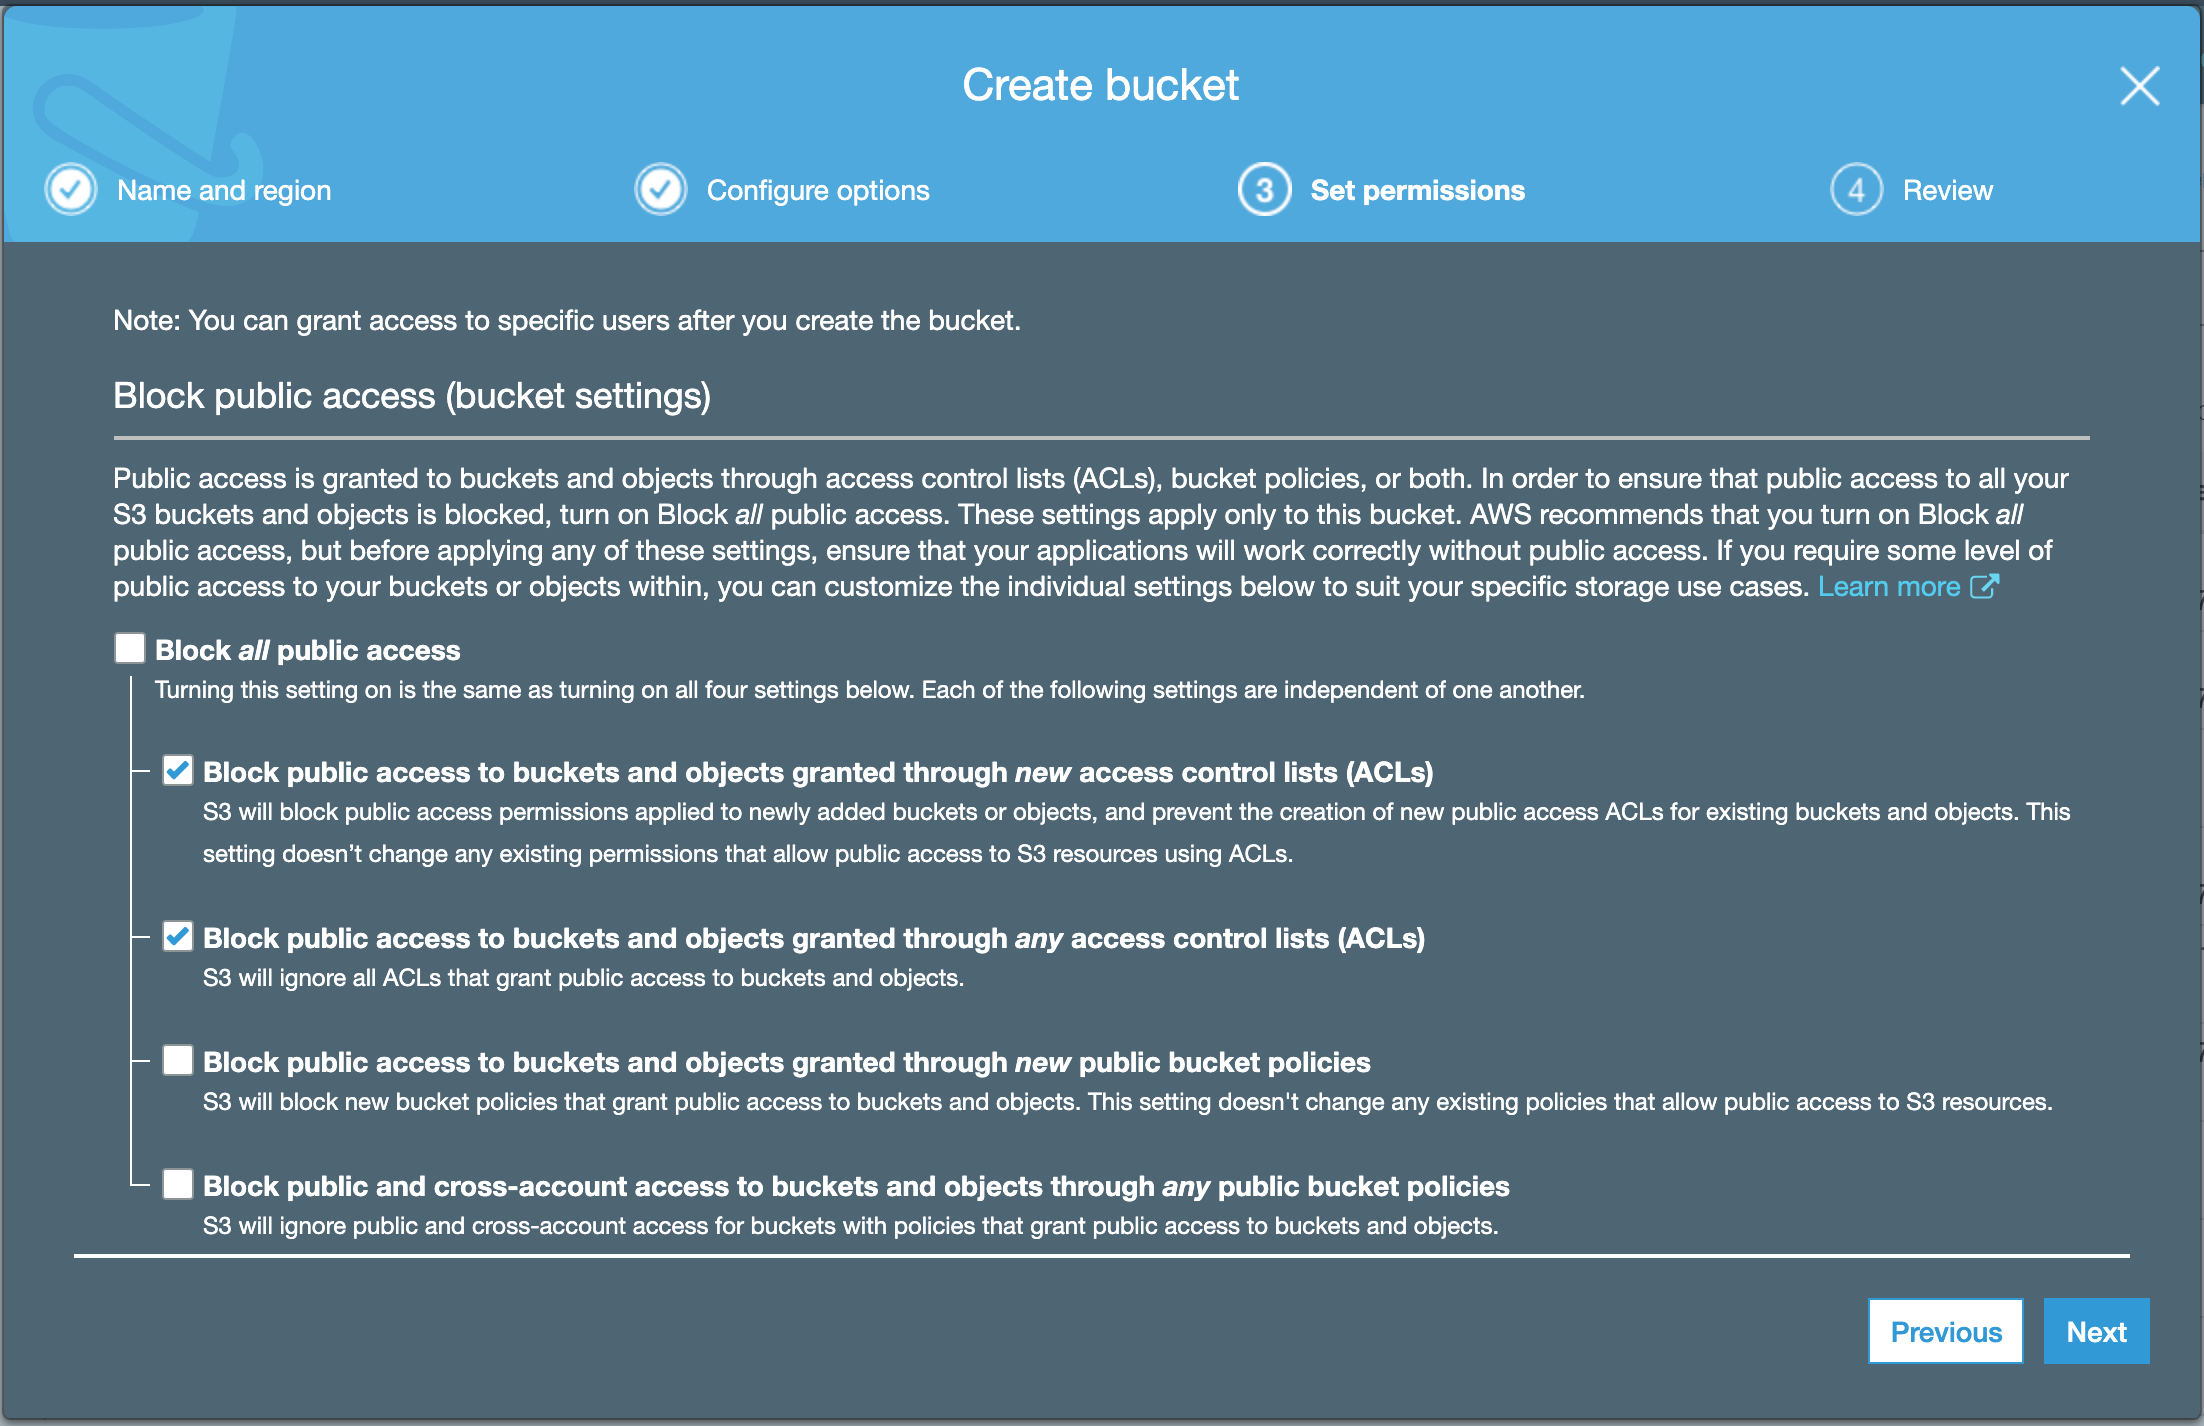 Create bucket
Name and region
Configure options
3 Set permissions
4 Review
Note: You can grant access to specific users after you create the bucket.
Block public access (bucket settings)
Public access is granted to buckets and objects through access control lists (ACLs), bucket policies, or both. In order to ensure that public access to all your
S3 buckets and objects is blocked, turn on Block all public access. These settings apply only to this bucket. AWS recommends that you turn on Block all
public access, but before applying any of these settings, ensure that your applications will work correctly without public access. If you require some level of
public access to your buckets or objects within, you can customize the individual settings below to suit your specific storage use cases. Learn more
Block all public access
Turning this setting on is the same as turning on all four settings below. Each of the following settings are independent of one another.
Block public access to buckets and objects granted through new access control lists (ACLs)
S3 will block public access permissions applied to newly added buckets or objects, and prevent the creation of new public access ACLs for existing buckets and objects. This
setting doesn’t change any existing permissions that allow public access to S3 resources using ACLs.
Block public access to buckets and objects granted through any access control lists (ACLs)
S3 will ignore all ACLs that grant public access to buckets and objects.
Block public access to buckets and objects granted through new public bucket policies
S3 will block new bucket policies that grant public access to buckets and objects. This setting doesn't change any existing policies that allow public access to S3 resources.
Block public and cross-account access to buckets and objects through any public bucket policies
S3 will ignore public and cross-account access for buckets with policies that grant public access to buckets and objects.
Previous
Next